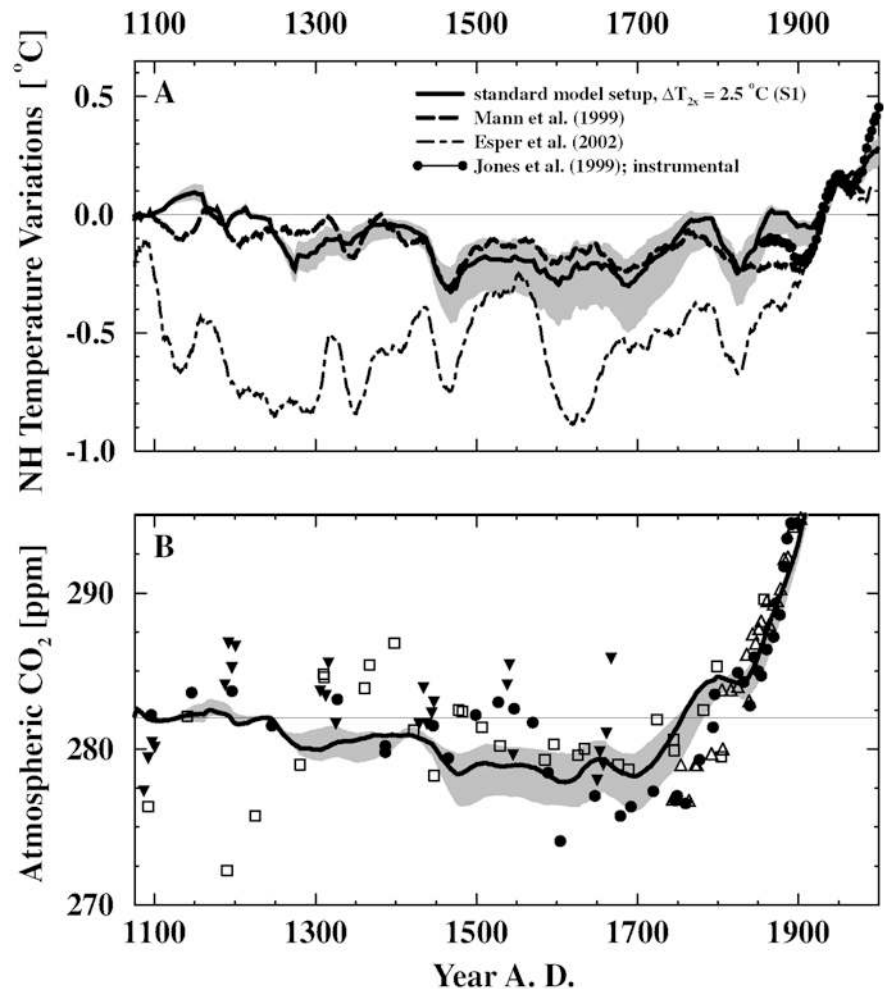 1100 1300 1500 1700 1900
NH Temperature Variations [ °C]
A
0.5
0.0
-0.5
-1.0
standard model setup, ΔT2x = 2.5 °C (S1)
Mann et al. (1999)
Esper et al. (2002)
Jones et al. (1999); instrumental
Atmospheric CO2 [ppm]
B
290
280
270
1100 1300 1500 1700 1900
Year A. D.